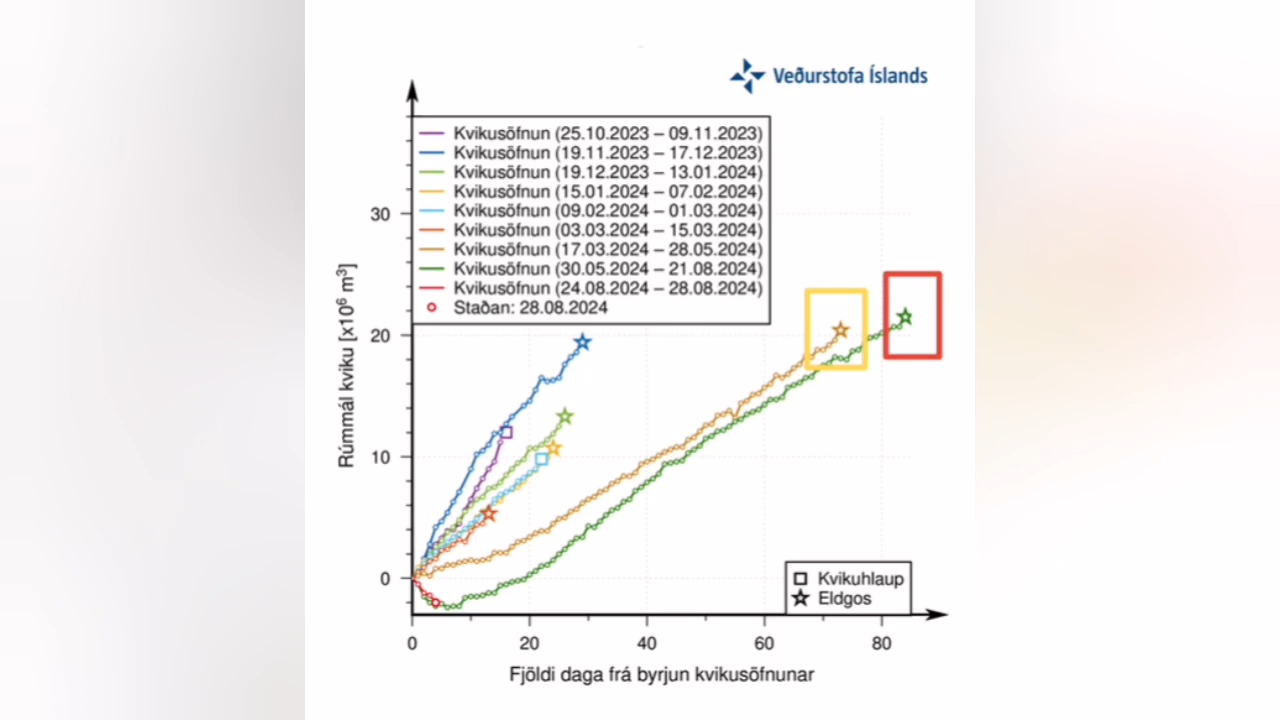 Veðurstofa Íslands
Kvikusöfnun (25.10.2023 – 09.11.2023)
Kvikusöfnun (19.11.2023 – 17.12.2023)
Kvikusöfnun (19.12.2023 – 13.01.2024)
Kvikusöfnun (15.01.2024 – 07.02.2024)
Kvikusöfnun (09.02.2024 – 01.03.2024)
Kvikusöfnun (03.03.2024 – 15.03.2024)
Kvikusöfnun (17.03.2024 – 28.05.2024)
Kvikusöfnun (30.05.2024 – 21.08.2024)
Kvikusöfnun (24.08.2024 – 28.08.2024)
Staðan: 28.08.2024
Rúmmál kviku [x10⁶ m³]
30
20
10
0
Kvikuhlaup
Eldgos
0 20 40 60 80
Fjöldi daga frá byrjun kvikusöfnunar